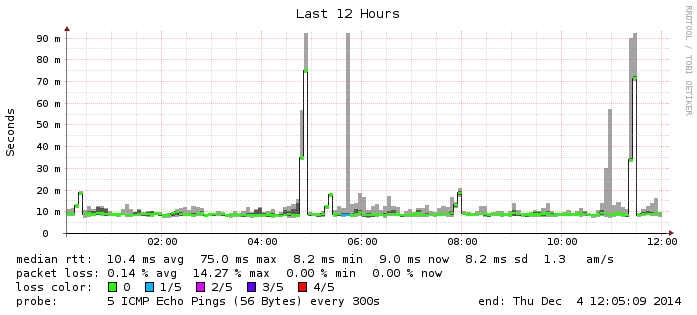 Last 12 Hours
RRDTOOL / TOBI OETIKER
Seconds
90 m
80 m
70 m
60 m
50 m
40 m
30 m
20 m
10 m
0
02:00 04:00 06:00 08:00 10:00 12:00
median rtt: 10.4 ms avg 75.0 ms max 8.2 ms min 9.0 ms now 8.2 ms sd 1.3 am/s
packet loss: 0.14 % avg 14.27 % max 0.00 % min 0.00 % now
loss color: 0 1/5 2/5 3/5 4/5
probe: 5 ICMP Echo Pings (56 Bytes) every 300s end: Thu Dec 4 12:05:09 2014